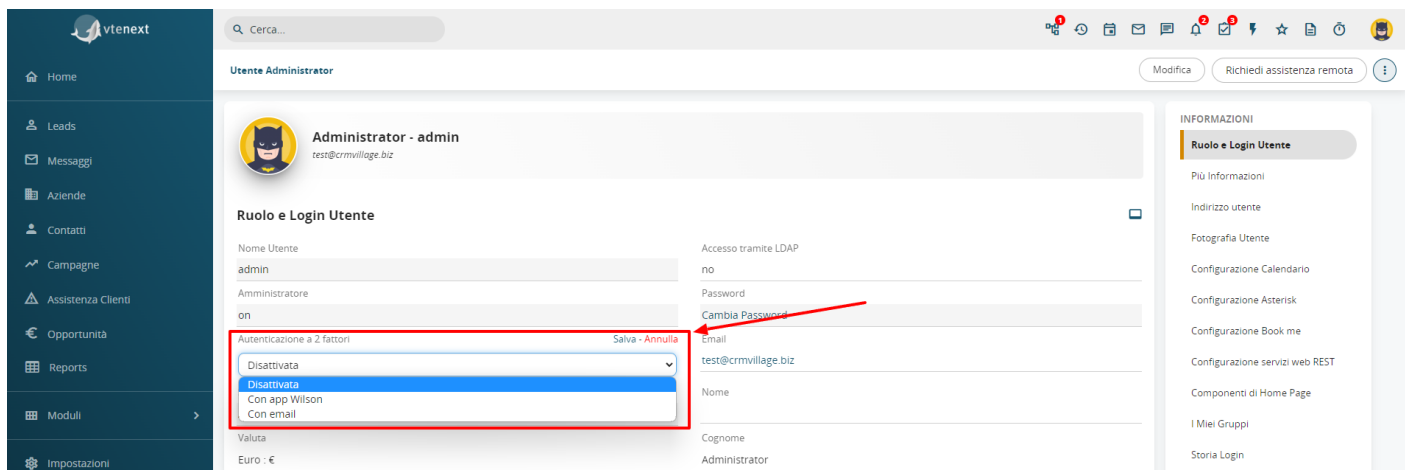 vtenext
Cerca...
1
2
3
Home
Leads
Messaggi
Aziende
Contatti
Campagne
Assistenza Clienti
Opportunità
Reports
Moduli
Impostazioni
Utente Administrator
Modifica
Richiedi assistenza remota
Administrator - admin
test@crmvillage.biz
Ruolo e Login Utente
Nome Utente
admin
Accesso tramite LDAP
no
Amministratore
on
Password
Cambia Password
Autenticazione a 2 fattori
Salva - Annulla
Disattivata
Disattivata
Con app Wilson
Con email
Email
test@crmvillage.biz
Nome
Valuta
Euro : €
Cognome
Administrator
INFORMAZIONI
Ruolo e Login Utente
Più Informazioni
Indirizzo utente
Fotografia Utente
Configurazione Calendario
Configurazione Asterisk
Configurazione Book me
Configurazione servizi web REST
Componenti di Home Page
I Miei Gruppi
Storia Login